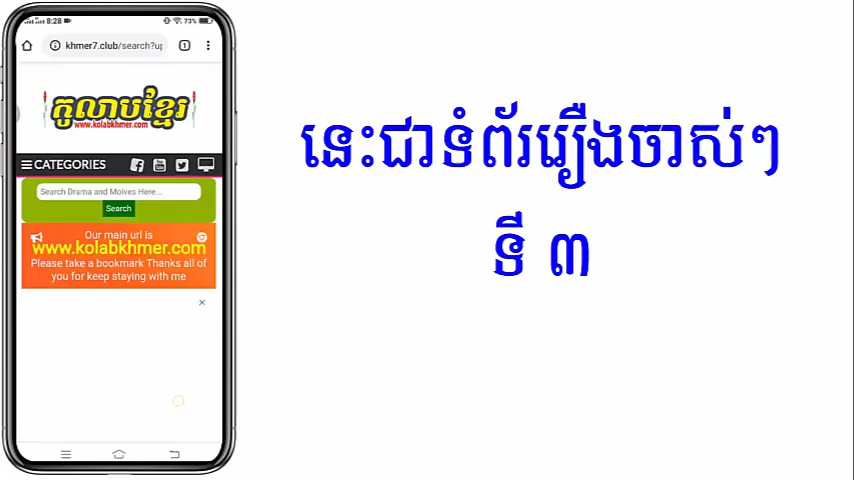 8:28
73%
khmer7.club/search?up
1
កូលាបខ្មែរ
www.kolabkhmer.com
CATEGORIES
Search Drama and Moives Here...
Search
Our main url is
www.kolabkhmer.com
Please take a bookmark Thanks all of
you for keep staying with me
នេះជាទំព័ររឿងចាស់ៗ
ទី ៣